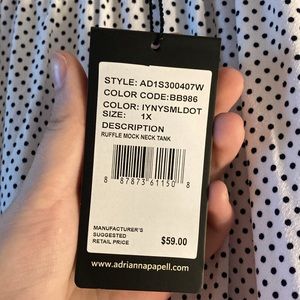 STYLE: AD1S300407W
COLOR CODE:BB986
COLOR: IYNYSMLDOT
SIZE: 1X
DESCRIPTION
RUFFLE MOCK NECK TANK
8 87873 61150 8
MANUFACTURER'S
SUGGESTED
RETAIL PRICE $59.00
www.adriannapapell.com